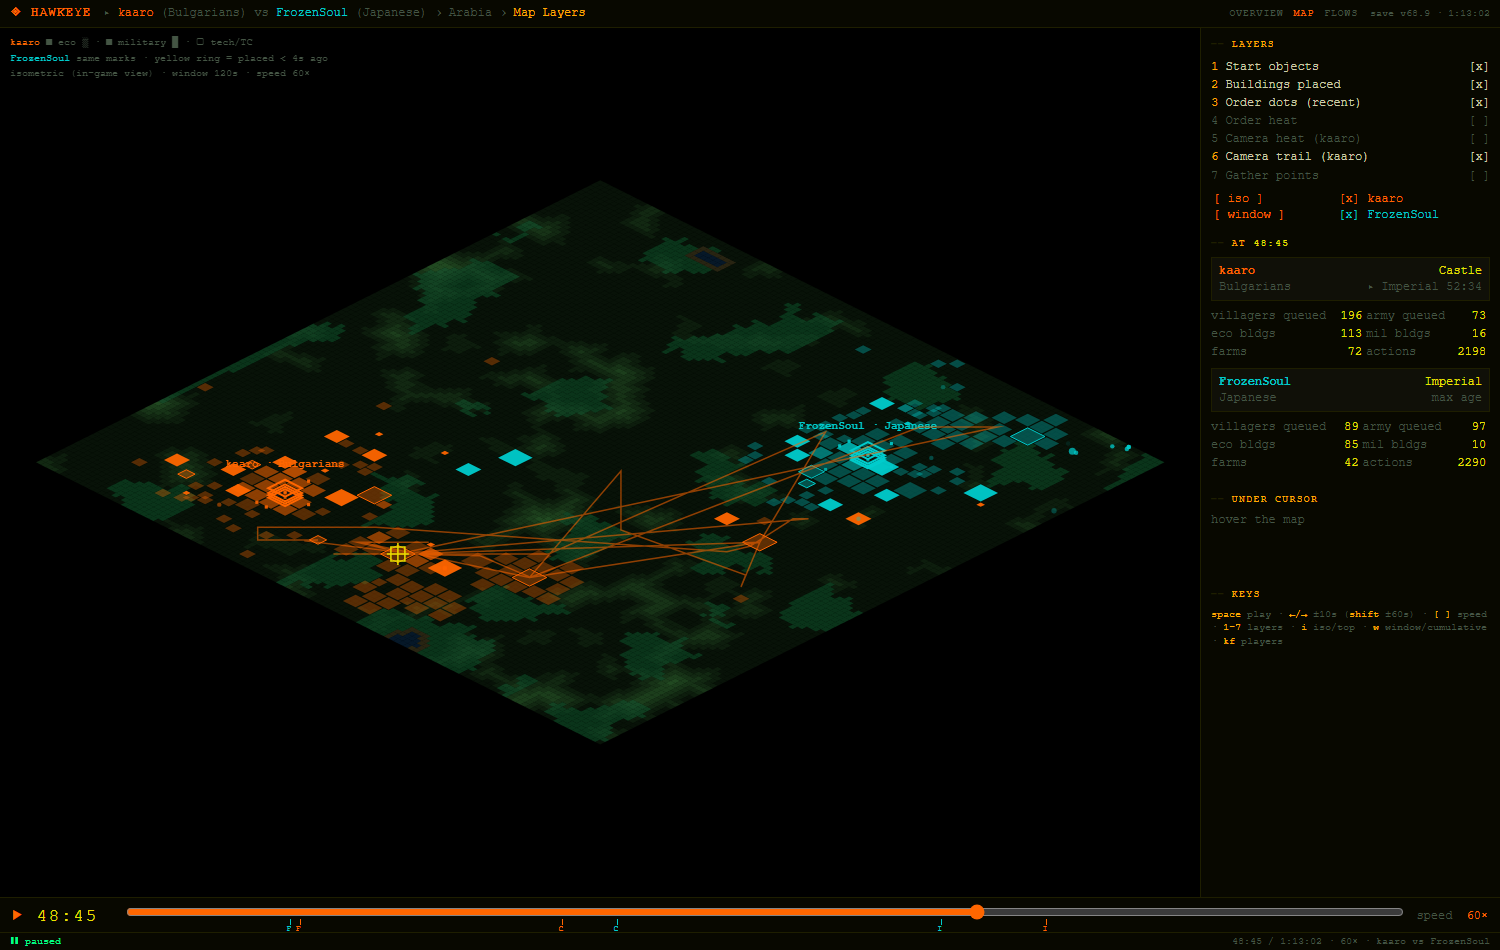 ❖ HAWKEYE ▸ kaaro (Bulgarians) vs FrozenSoul (Japanese) › Arabia › Map Layers
OVERVIEW MAP FLOWS save v68.9 · 1:13:02
kaaro ■ eco ▒ · ■ military █ · □ tech/TC
FrozenSoul same marks · yellow ring = placed < 4s ago
isometric (in-game view) · window 120s · speed 60×
FrozenSoul · Japanese
kaaro · Bulgarians
── LAYERS
1 Start objects [x]
2 Buildings placed [x]
3 Order dots (recent) [x]
4 Order heat [ ]
5 Camera heat (kaaro) [ ]
6 Camera trail (kaaro) [x]
7 Gather points [ ]
[ iso ] [x] kaaro
[ window ] [x] FrozenSoul
── AT 48:45
kaaro Castle
Bulgarians ▸ Imperial 52:34
villagers queued 196 army queued 73
eco bldgs 113 mil bldgs 16
farms 72 actions 2198
FrozenSoul Imperial
Japanese max age
villagers queued 89 army queued 97
eco bldgs 85 mil bldgs 10
farms 42 actions 2290
── UNDER CURSOR
hover the map
── KEYS
space play · ←/→ ±10s (shift ±60s) · [ ] speed
· 1–7 layers · i iso/top · w window/cumulative
· kf players
▶ 48:45 speed 60×
F F C C I I
paused 48:45 / 1:13:02 · 60× · kaaro vs FrozenSoul